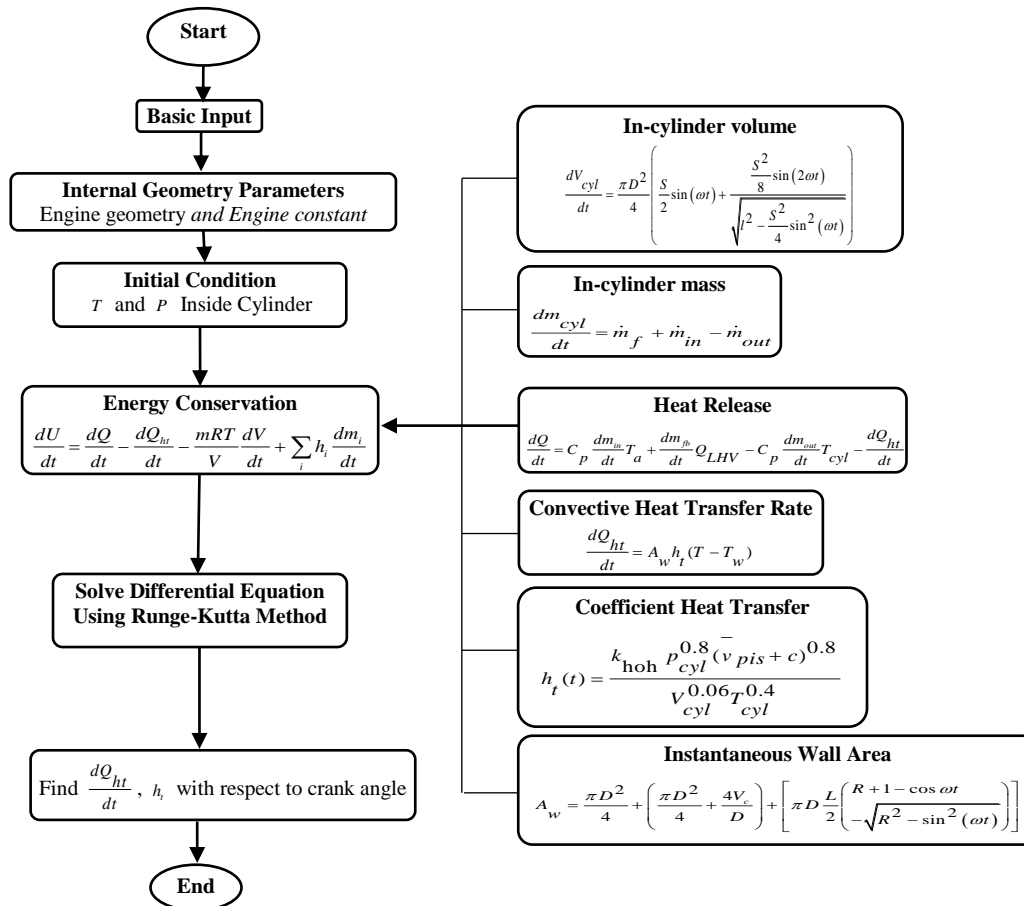 Start
Basic Input
Internal Geometry Parameters
Engine geometry and Engine constant
Initial Condition
T and P Inside Cylinder
Energy Conservation
dU/dt = dQ/dt − dQ_ht/dt − mRT/V dV/dt + ∑_i h_i dm_i/dt
Solve Differential Equation
Using Runge-Kutta Method
Find dQ_ht/dt , h_t with respect to crank angle
End
In-cylinder volume
dV_cyl/dt = πD^2/4 ( S/2 sin(ωt) + (S^2/8 sin(2ωt))/√(l^2 − S^2/4 sin^2(ωt)) )
In-cylinder mass
dm_cyl/dt = ṁ_f + ṁ_in − ṁ_out
Heat Release
dQ/dt = C_p dm_in/dt T_a + dm_fb/dt Q_LHV − C_p dm_out/dt T_cyl − dQ_ht/dt
Convective Heat Transfer Rate
dQ_ht/dt = A_w h_t (T − T_w)
Coefficient Heat Transfer
h_t(t) = k_hoh p_cyl^0.8 (v̄_pis + c)^0.8 / V_cyl^0.06 T_cyl^0.4
Instantaneous Wall Area
A_w = πD^2/4 + (πD^2/4 + 4V_c/D) + [πD L/2 (R + 1 − cos ωt − √(R^2 − sin^2(ωt)))]